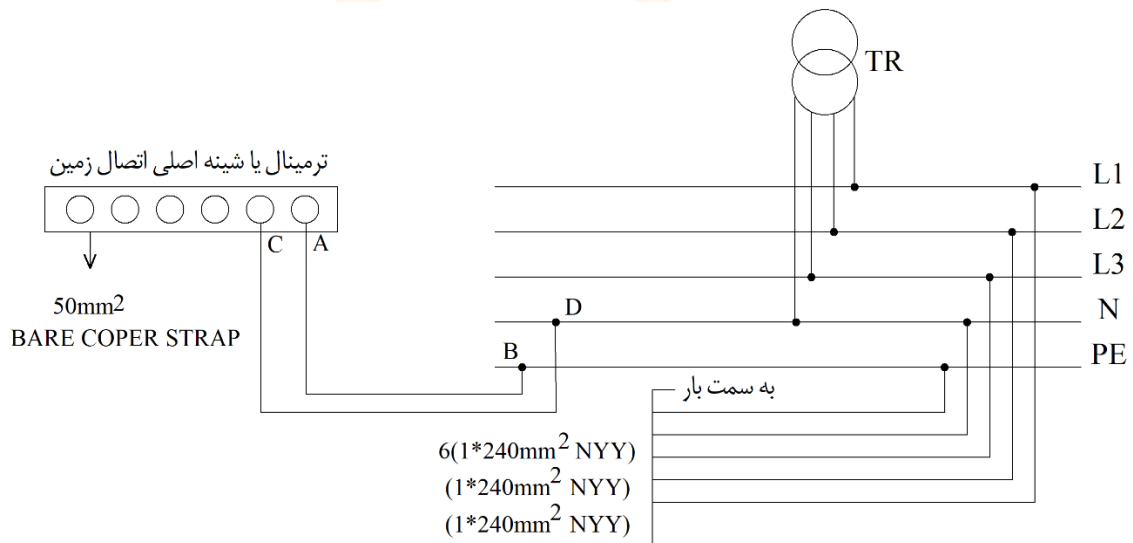 TR
ترمینال یا شینه اصلی اتصال زمین
L1
L2
C A
L3
50mm2
BARE COPER STRAP
D
N
B
PE
به سمت بار
6(1*240mm2 NYY)
(1*240mm2 NYY)
(1*240mm2 NYY)